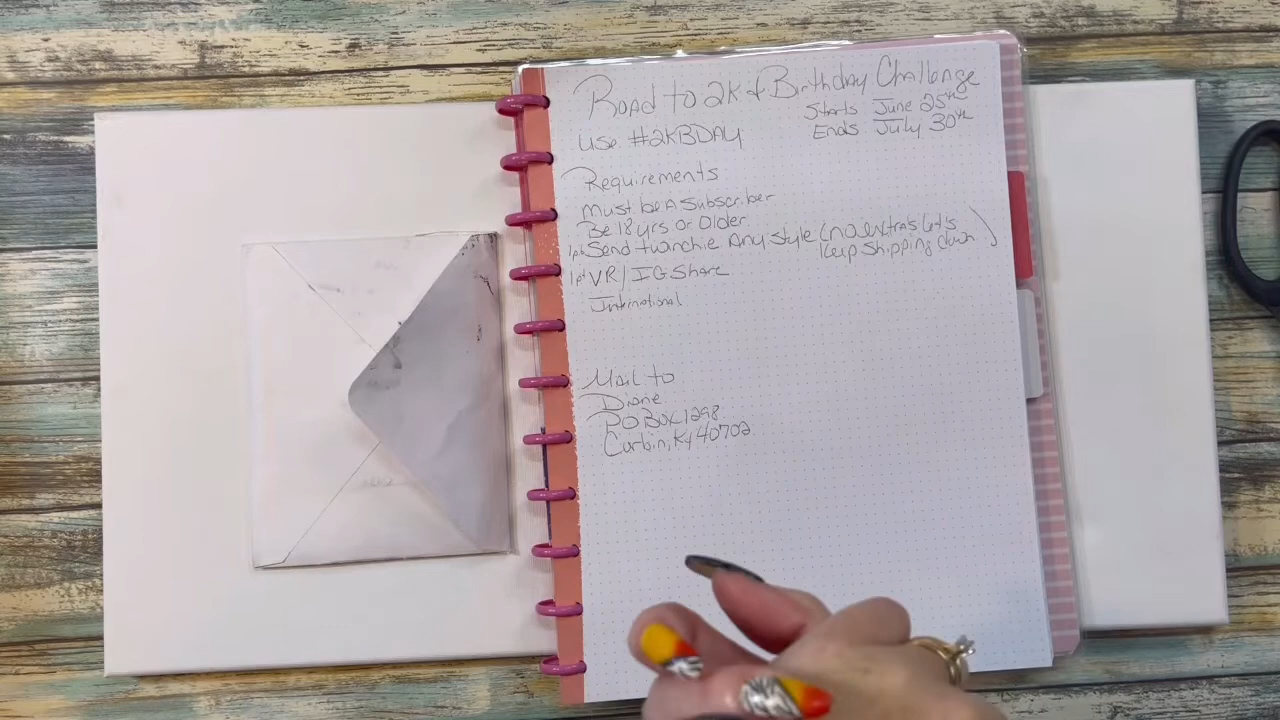 Road to 2K & Birthday Challenge
Starts June 25th
Use #2KBDAY
Ends July 30th
Requirements
Must be A Subscriber
Be 18 yrs or Older
1pt Send twinchie Any Style (no extra's let's
keep shipping down)
1pt VR/IG Share
International
Mail to
Diane
PO Box 1298
Corbin, Ky 40702